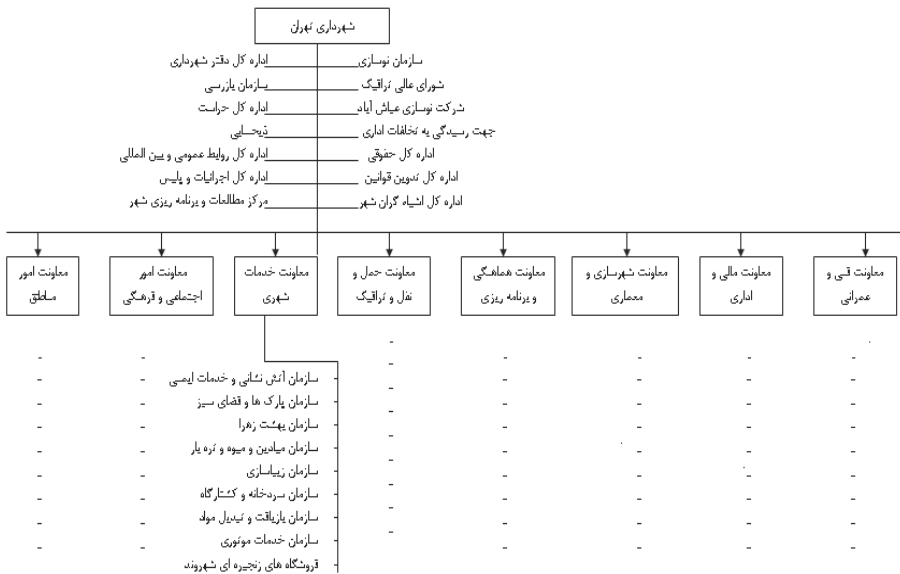 شهرداری تهران
سازمان نوسازی
اداره کل دفتر شهرداری
شورای عالی ترافیک
سازمان بازرسی
شرکت نوسازی عباش آباد
اداره کل حراست
جهت رسیدگی به تخلفات اداری
ذیحسابی
اداره کل حقوقی
اداره کل روابط عمومی و بین المللی
اداره کل تدوین قوانین
اداره کل اجرائیات و پلیس
اداره کل اشیاء گران شهر
مرکز مطالعات و برنامه ریزی شهر
معاونت فنی و
عمرانی
معاونت مالی و
اداری
معاونت شهرسازی و
معماری
معاونت هماهنگی
و برنامه ریزی
معاونت حمل و
نقل و ترافیک
معاونت خدمات
شهری
معاونت امور
اجتماعی و فرهنگی
معاونت امور
مناطق
سازمان آتش نشانی و خدمات ایمنی
سازمان پارک ها و فضای سبز
سازمان بهشت زهرا
سازمان میادین و میوه و تره بار
سازمان زیباسازی
سازمان سردخانه و کشتارگاه
سازمان بازیافت و تبدیل مواد
سازمان خدمات موتوری
فروشگاه های زنجیره ای شهروند